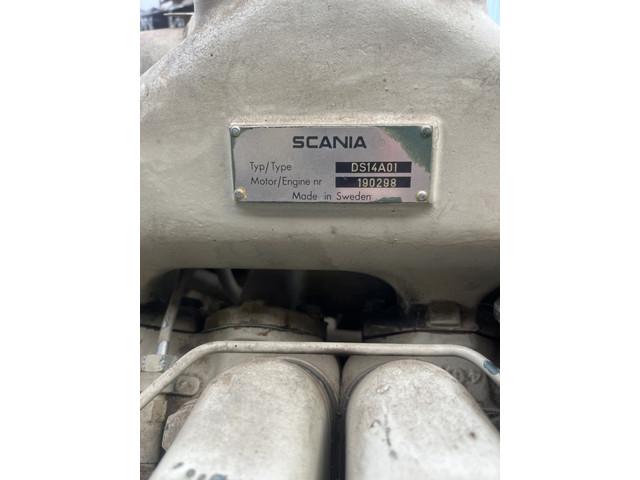 SCANIA
Typ/Type DS14A01
Motor/Engine nr 190298
Made in Sweden